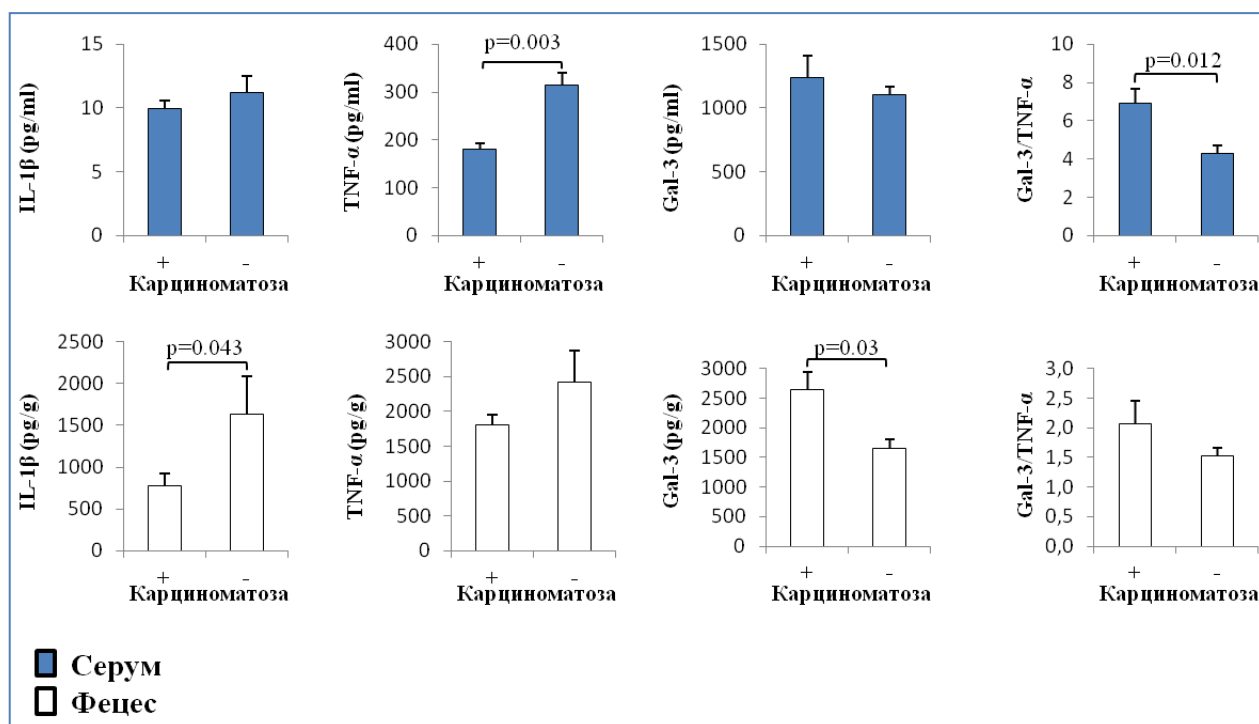 IL-1β (pg/ml)
15
10
5
0
+ -
Карциноматоза
TNF-α (pg/ml)
400
300
200
100
0
p=0.003
+ -
Карциноматоза
Gal-3 (pg/ml)
1500
1000
500
0
+ -
Карциноматоза
Gal-3/TNF-α
10
8
6
4
2
0
p=0.012
+ -
Карциноматоза
IL-1β (pg/g)
2500
2000
1500
1000
500
0
p=0.043
+ -
Карциноматоза
TNF-α (pg/g)
3000
2500
2000
1500
1000
500
0
+ -
Карциноматоза
Gal-3 (pg/g)
3000
2500
2000
1500
1000
500
0
p=0.03
+ -
Карциноматоза
Gal-3/TNF-α
3,0
2,5
2,0
1,5
1,0
0,5
0,0
+ -
Карциноматоза
Серум
Фецес